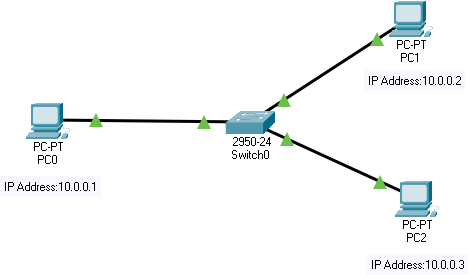 PC-PT
PC1
IP Address:10.0.0.2
2950-24
Switch0
PC-PT
PC0
IP Address:10.0.0.1
PC-PT
PC2
IP Address:10.0.0.3